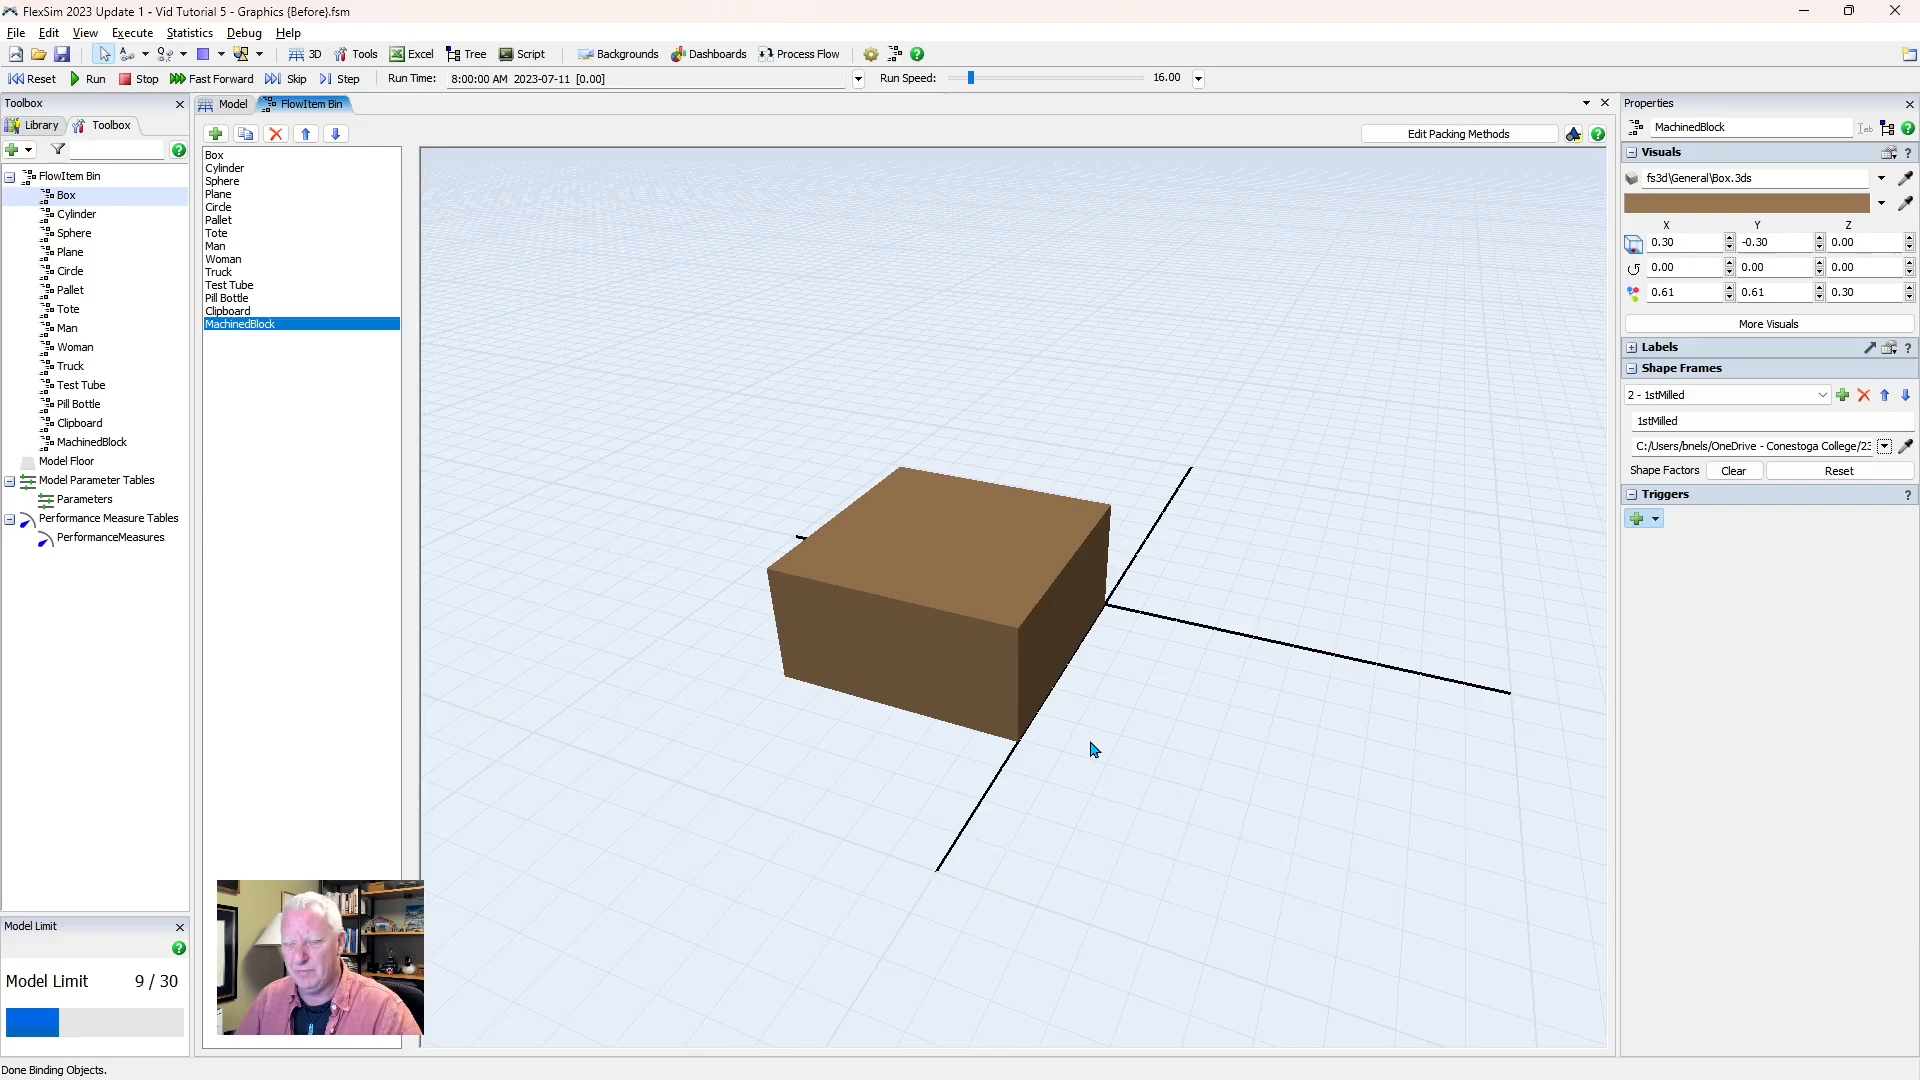 FlexSim 2023 Update 1 - Vid Tutorial 5 - Graphics {Before}.fsm
File Edit View Execute Statistics Debug Help
3D Tools Excel Tree Script Backgrounds Dashboards Process Flow
Reset Run Stop Fast Forward Skip Step Run Time: 8:00:00 AM 2023-07-11 [0.00] Run Speed: 16.00
Toolbox
Library Toolbox
FlowItem Bin
Box
Cylinder
Sphere
Plane
Circle
Pallet
Tote
Man
Woman
Truck
Test Tube
Pill Bottle
Clipboard
MachinedBlock
Model Floor
Model Parameter Tables
Parameters
Performance Measure Tables
PerformanceMeasures
Model Limit
Model Limit 9 / 30
Model FlowItem Bin
Edit Packing Methods
Box
Cylinder
Sphere
Plane
Circle
Pallet
Tote
Man
Woman
Truck
Test Tube
Pill Bottle
Clipboard
MachinedBlock
Properties
MachinedBlock
Visuals
fs3d\General\Box.3ds
X Y Z
0.30 -0.30 0.00
0.00 0.00 0.00
0.61 0.61 0.30
More Visuals
Labels
Shape Frames
2 - 1stMilled
1stMilled
C:/Users/bnels/OneDrive - Conestoga College/23
Shape Factors Clear Reset
Triggers
Done Binding Objects.